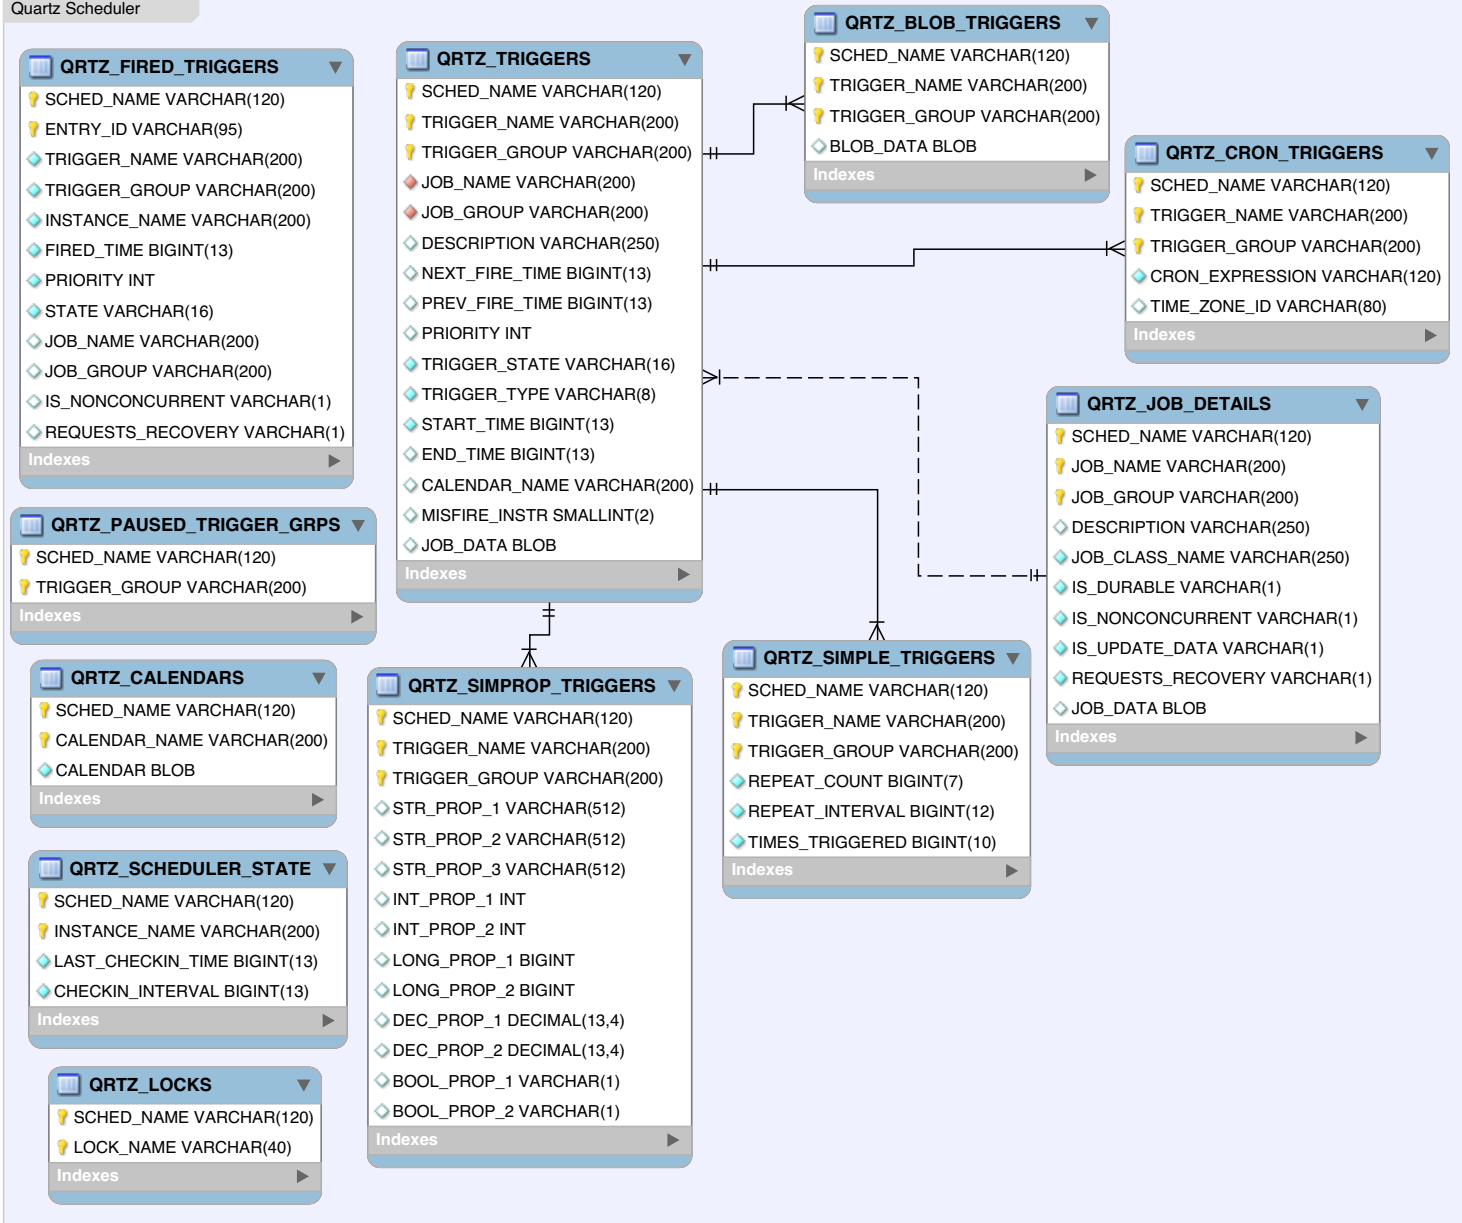 Quartz Scheduler
QRTZ_FIRED_TRIGGERS
SCHED_NAME VARCHAR(120)
ENTRY_ID VARCHAR(95)
TRIGGER_NAME VARCHAR(200)
TRIGGER_GROUP VARCHAR(200)
INSTANCE_NAME VARCHAR(200)
FIRED_TIME BIGINT(13)
PRIORITY INT
STATE VARCHAR(16)
JOB_NAME VARCHAR(200)
JOB_GROUP VARCHAR(200)
IS_NONCONCURRENT VARCHAR(1)
REQUESTS_RECOVERY VARCHAR(1)
Indexes
QRTZ_PAUSED_TRIGGER_GRPS
SCHED_NAME VARCHAR(120)
TRIGGER_GROUP VARCHAR(200)
Indexes
QRTZ_CALENDARS
SCHED_NAME VARCHAR(120)
CALENDAR_NAME VARCHAR(200)
CALENDAR BLOB
Indexes
QRTZ_SCHEDULER_STATE
SCHED_NAME VARCHAR(120)
INSTANCE_NAME VARCHAR(200)
LAST_CHECKIN_TIME BIGINT(13)
CHECKIN_INTERVAL BIGINT(13)
Indexes
QRTZ_LOCKS
SCHED_NAME VARCHAR(120)
LOCK_NAME VARCHAR(40)
Indexes
QRTZ_TRIGGERS
SCHED_NAME VARCHAR(120)
TRIGGER_NAME VARCHAR(200)
TRIGGER_GROUP VARCHAR(200)
JOB_NAME VARCHAR(200)
JOB_GROUP VARCHAR(200)
DESCRIPTION VARCHAR(250)
NEXT_FIRE_TIME BIGINT(13)
PREV_FIRE_TIME BIGINT(13)
PRIORITY INT
TRIGGER_STATE VARCHAR(16)
TRIGGER_TYPE VARCHAR(8)
START_TIME BIGINT(13)
END_TIME BIGINT(13)
CALENDAR_NAME VARCHAR(200)
MISFIRE_INSTR SMALLINT(2)
JOB_DATA BLOB
Indexes
QRTZ_SIMPROP_TRIGGERS
SCHED_NAME VARCHAR(120)
TRIGGER_NAME VARCHAR(200)
TRIGGER_GROUP VARCHAR(200)
STR_PROP_1 VARCHAR(512)
STR_PROP_2 VARCHAR(512)
STR_PROP_3 VARCHAR(512)
INT_PROP_1 INT
INT_PROP_2 INT
LONG_PROP_1 BIGINT
LONG_PROP_2 BIGINT
DEC_PROP_1 DECIMAL(13,4)
DEC_PROP_2 DECIMAL(13,4)
BOOL_PROP_1 VARCHAR(1)
BOOL_PROP_2 VARCHAR(1)
Indexes
QRTZ_BLOB_TRIGGERS
SCHED_NAME VARCHAR(120)
TRIGGER_NAME VARCHAR(200)
TRIGGER_GROUP VARCHAR(200)
BLOB_DATA BLOB
Indexes
QRTZ_CRON_TRIGGERS
SCHED_NAME VARCHAR(120)
TRIGGER_NAME VARCHAR(200)
TRIGGER_GROUP VARCHAR(200)
CRON_EXPRESSION VARCHAR(120)
TIME_ZONE_ID VARCHAR(80)
Indexes
QRTZ_JOB_DETAILS
SCHED_NAME VARCHAR(120)
JOB_NAME VARCHAR(200)
JOB_GROUP VARCHAR(200)
DESCRIPTION VARCHAR(250)
JOB_CLASS_NAME VARCHAR(250)
IS_DURABLE VARCHAR(1)
IS_NONCONCURRENT VARCHAR(1)
IS_UPDATE_DATA VARCHAR(1)
REQUESTS_RECOVERY VARCHAR(1)
JOB_DATA BLOB
Indexes
QRTZ_SIMPLE_TRIGGERS
SCHED_NAME VARCHAR(120)
TRIGGER_NAME VARCHAR(200)
TRIGGER_GROUP VARCHAR(200)
REPEAT_COUNT BIGINT(7)
REPEAT_INTERVAL BIGINT(12)
TIMES_TRIGGERED BIGINT(10)
Indexes